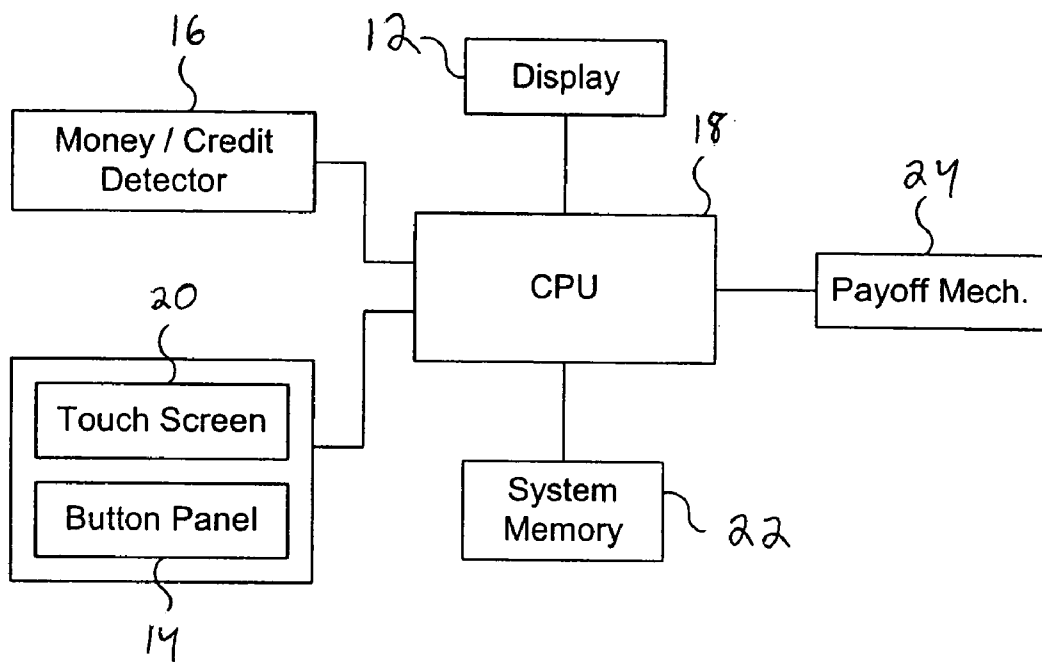 16
Money / Credit
Detector
12
Display
18
CPU
24
Payoff Mech.
20
Touch Screen
Button Panel
14
System
Memory
22